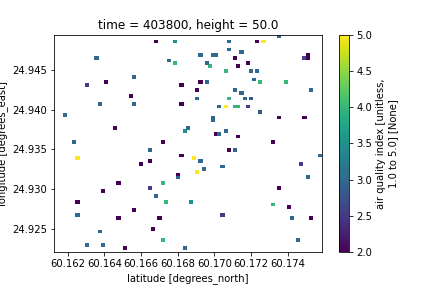 time = 403800, height = 50.0
24.945
24.940
24.935
24.930
24.925
longitude [degrees_east]
60.162 60.164 60.166 60.168 60.170 60.172 60.174
latitude [degrees_north]
5.0
4.5
4.0
3.5
3.0
2.5
2.0
air quality index [unitless,
1.0 to 5.0] [None]